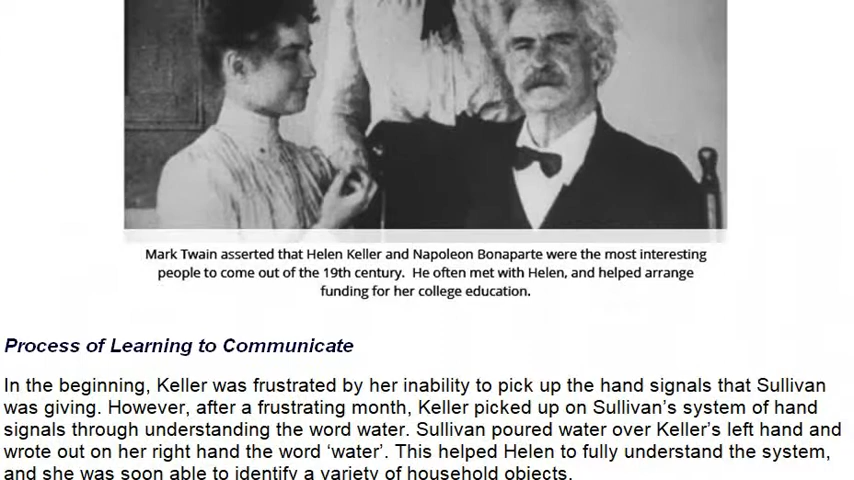 Mark Twain asserted that Helen Keller and Napoleon Bonaparte were the most interesting
people to come out of the 19th century. He often met with Helen, and helped arrange
funding for her college education.
Process of Learning to Communicate
In the beginning, Keller was frustrated by her inability to pick up the hand signals that Sullivan
was giving. However, after a frustrating month, Keller picked up on Sullivan's system of hand
signals through understanding the word water. Sullivan poured water over Keller's left hand and
wrote out on her right hand the word 'water'. This helped Helen to fully understand the system,
and she was soon able to identify a variety of household objects.